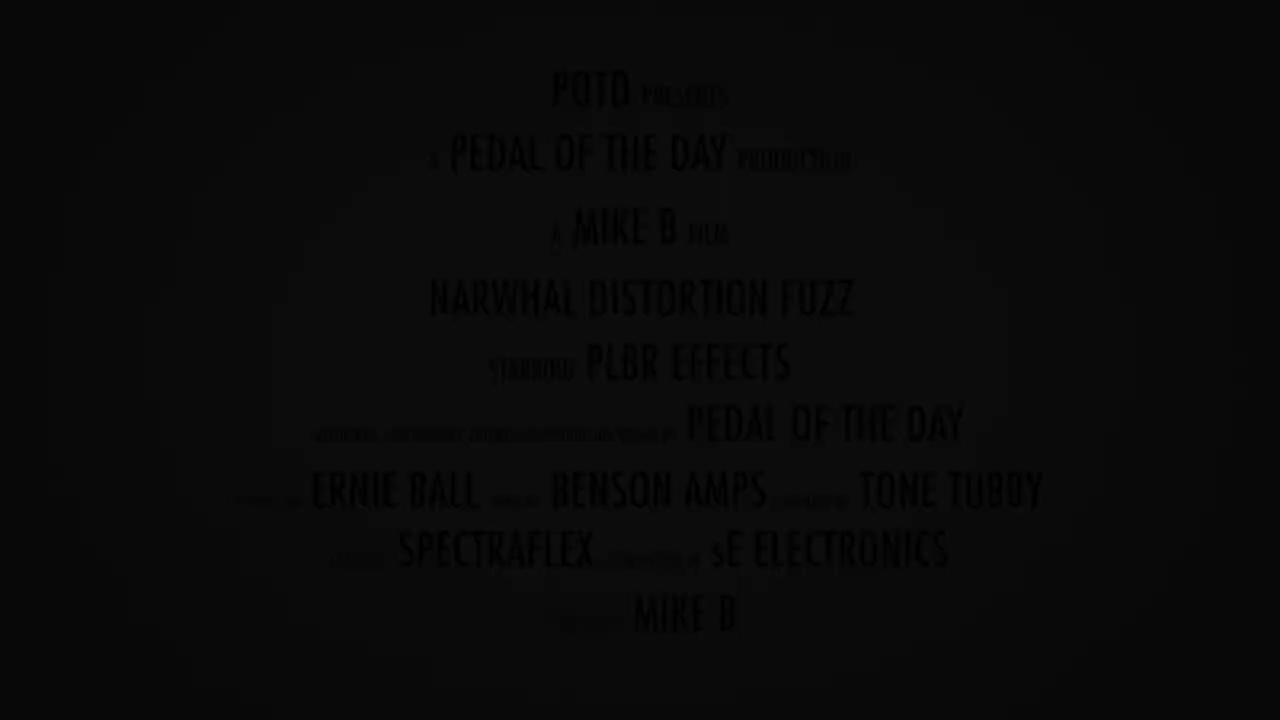 POTD PRESENTS
A PEDAL OF THE DAY PRODUCTION
A MIKE B FILM
NARWHAL DISTORTION FUZZ
STARRING PLBR EFFECTS
PEDAL OF THE DAY
ERNIE BALL BENSON AMPS TONE TUBBY
SPECTRAFLEX sE ELECTRONICS
MIKE B